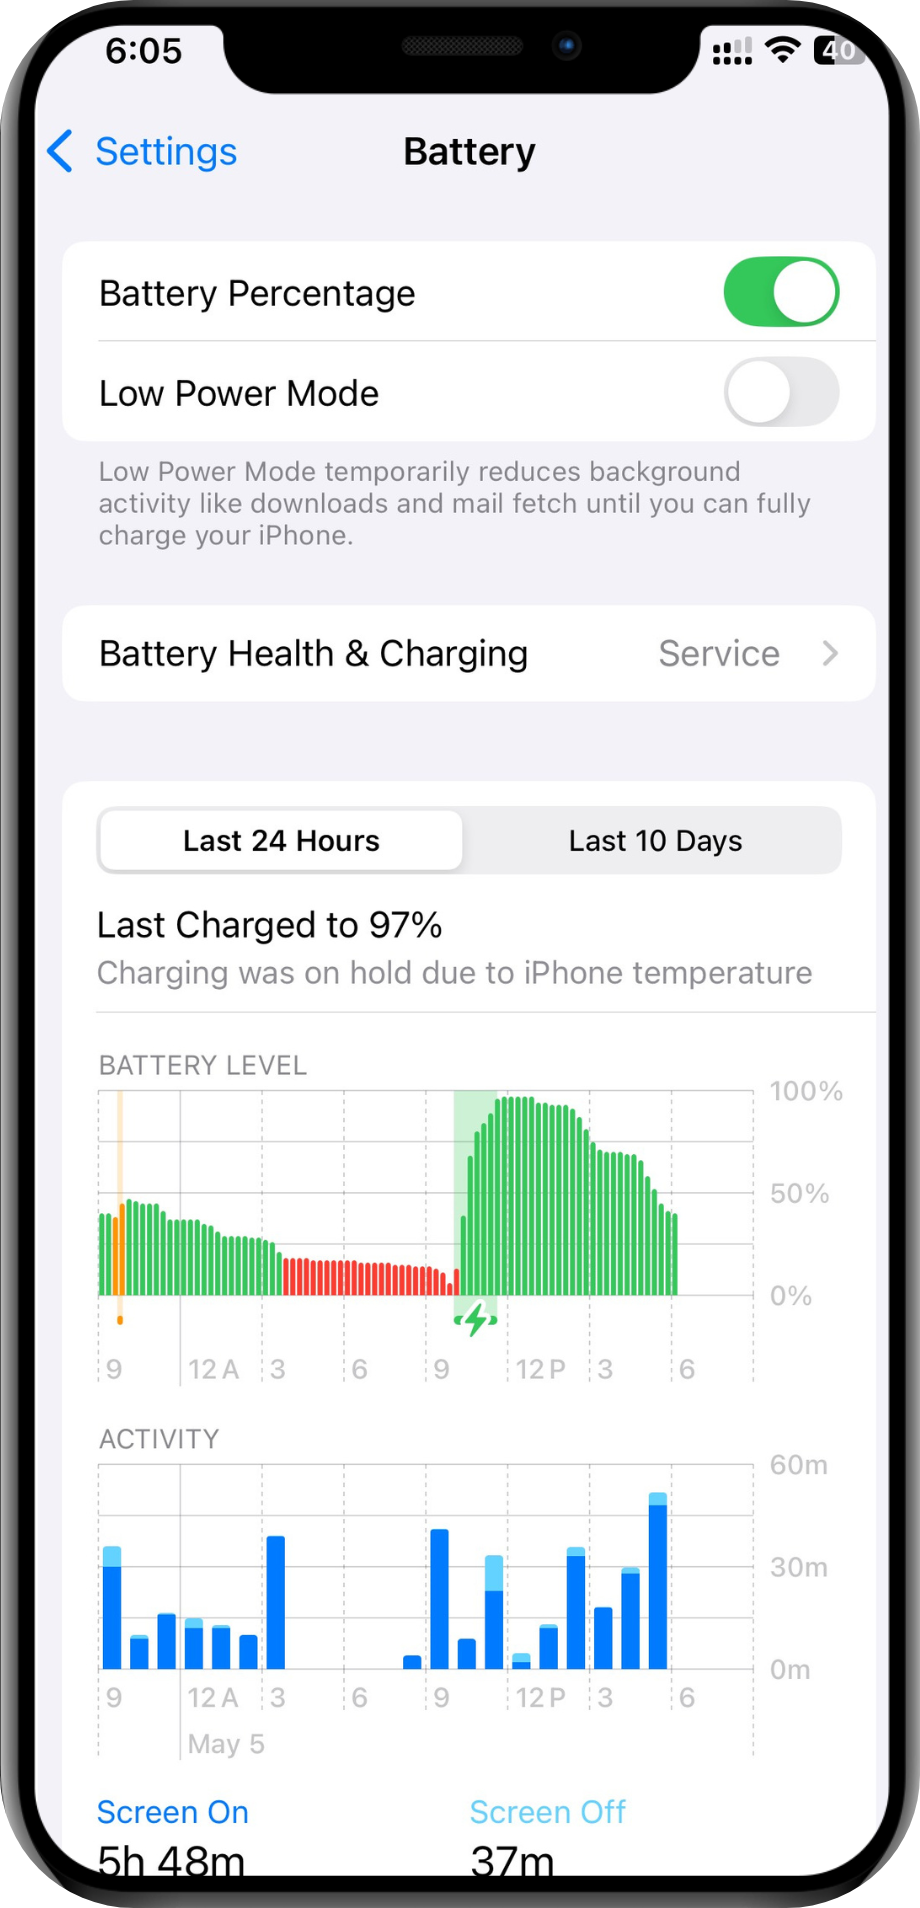 6:05
40
Settings
Battery
Battery Percentage
Low Power Mode
Low Power Mode temporarily reduces background
activity like downloads and mail fetch until you can fully
charge your iPhone.
Battery Health & Charging Service
Last 24 Hours
Last 10 Days
Last Charged to 97%
Charging was on hold due to iPhone temperature
BATTERY LEVEL
100%
50%
0%
9 12 A 3 6 9 12 P 3 6
ACTIVITY
60m
30m
0m
9 12 A 3 6 9 12 P 3 6
May 5
Screen On Screen Off
5h 48m 37m